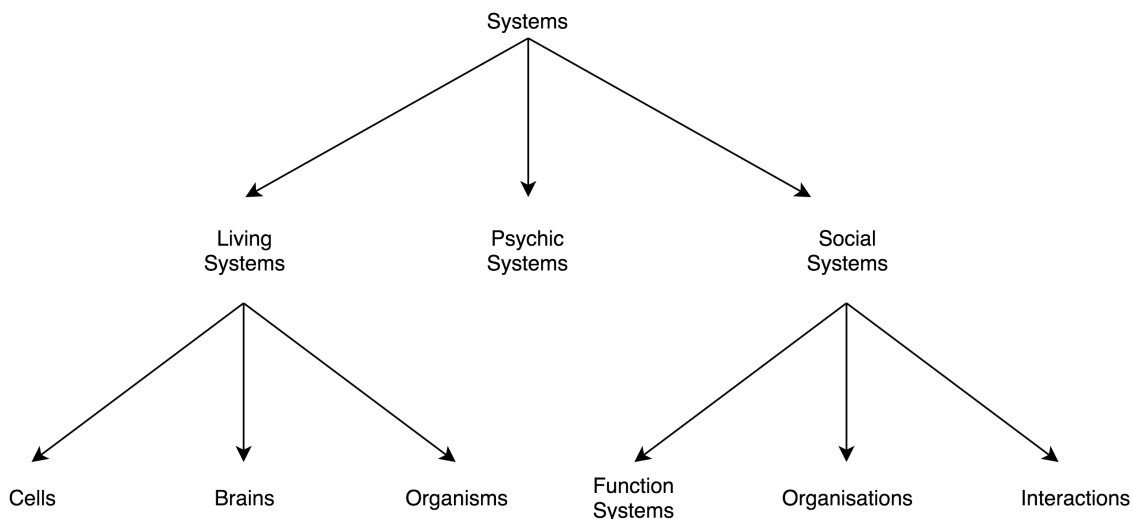 Systems
Living
Systems
Psychic
Systems
Social
Systems
Cells
Brains
Organisms
Function
Systems
Organisations
Interactions